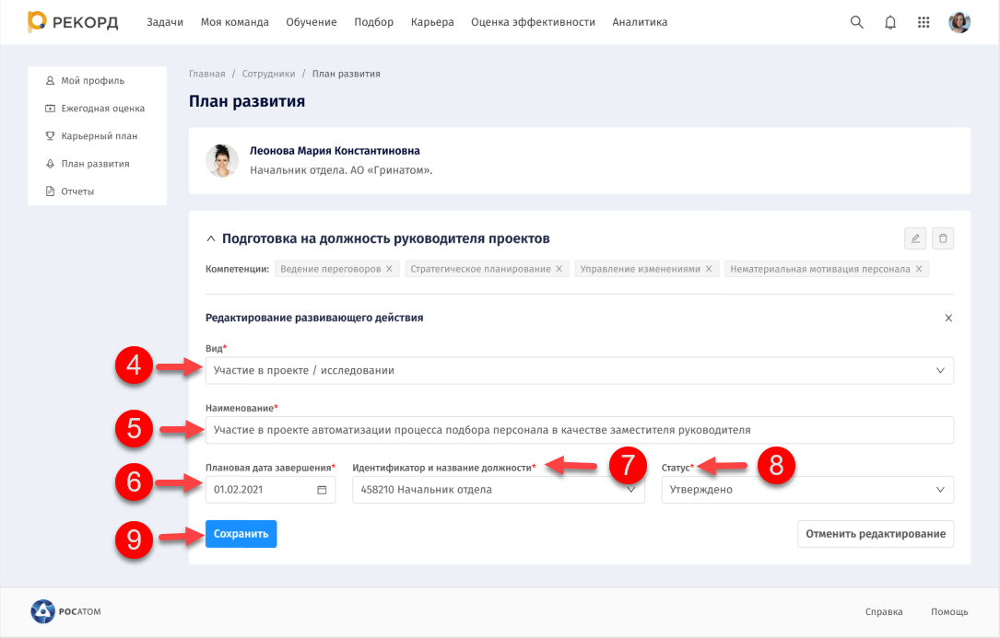 РЕКОРД Задачи Моя команда Обучение Подбор Карьера Оценка эффективности Аналитика
Мой профиль
Ежегодная оценка
Карьерный план
План развития
Отчеты
Главная / Сотрудники / План развития
План развития
Леонова Мария Константиновна
Начальник отдела. АО «Гринатом».
Подготовка на должность руководителя проектов
Компетенции: Ведение переговоров × Стратегическое планирование × Управление изменениями × Нематериальная мотивация персонала ×
Редактирование развивающего действия ×
Вид*
4 Участие в проекте / исследовании
Наименование*
5 Участие в проекте автоматизации процесса подбора персонала в качестве заместителя руководителя
Плановая дата завершения* Идентификатор и название должности* 7 Статус* 8
6 01.02.2021 458210 Начальник отдела Утверждено
9 Сохранить Отменить редактирование
РОСАТОМ Справка Помощь